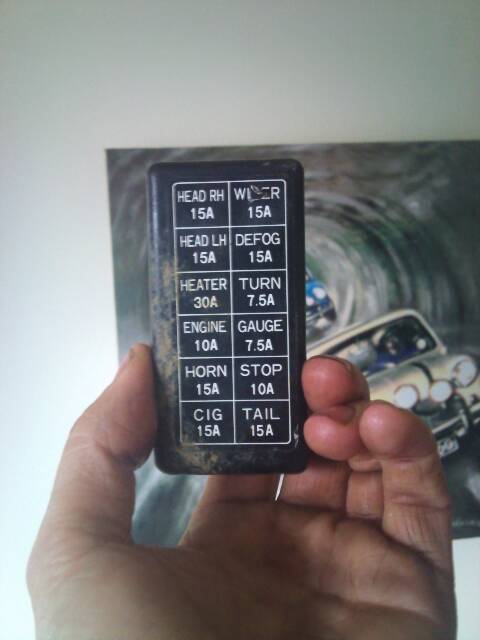 HEAD RH WIPER
15A 15A
HEAD LH DEFOG
15A 15A
HEATER TURN
30A 7.5A
ENGINE GAUGE
10A 7.5A
HORN STOP
15A 10A
CIG TAIL
15A 15A